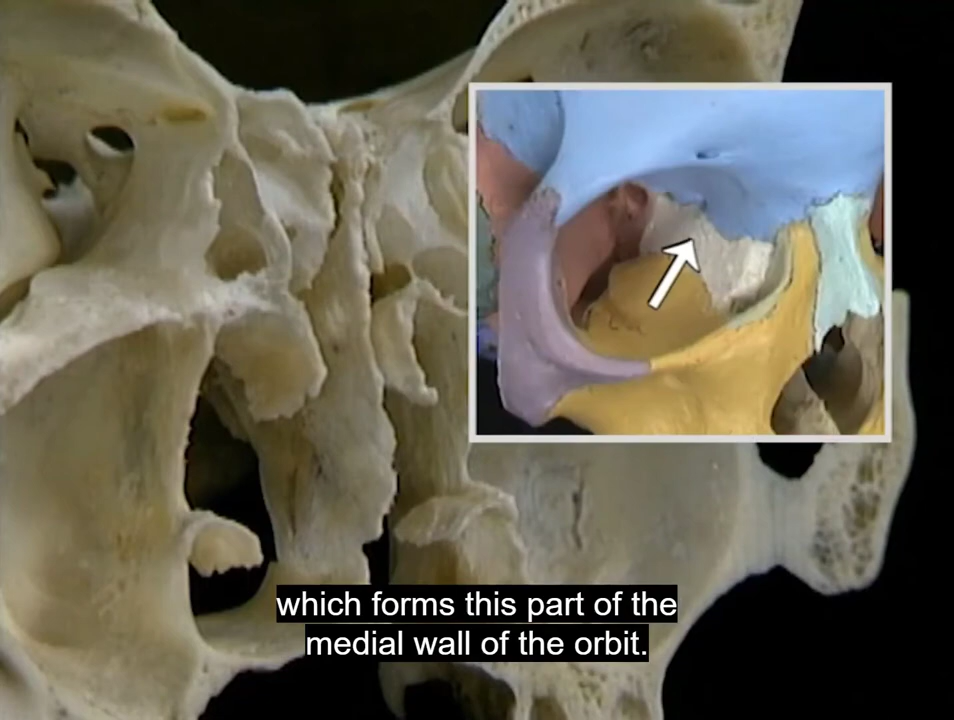 which forms this part of the
medial wall of the orbit.